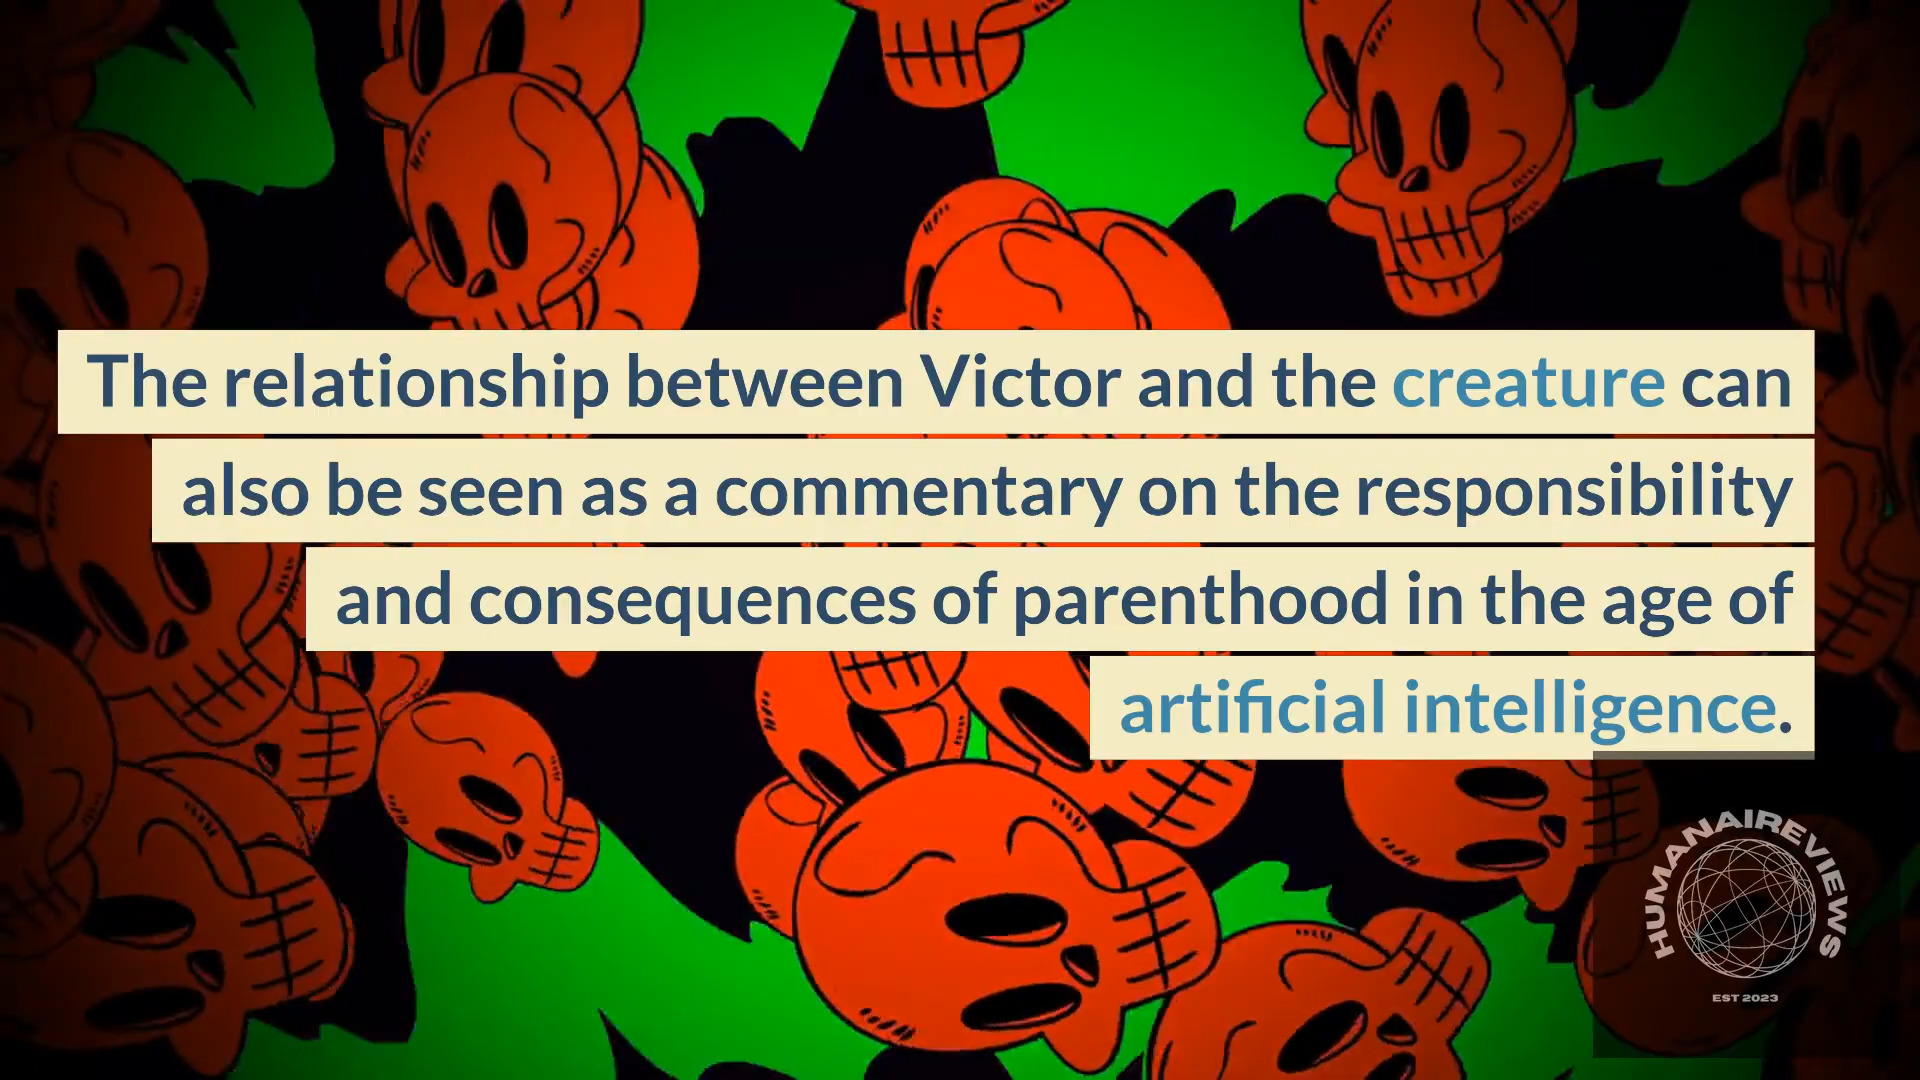 The relationship between Victor and the creature can
also be seen as a commentary on the responsibility
and consequences of parenthood in the age of
artificial intelligence.
HUMANAIREVIEWS
EST 2023